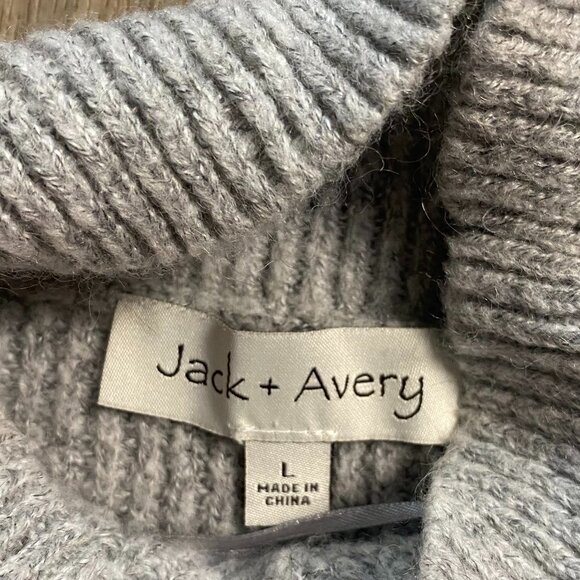 Jack + Avery
L
MADE IN
CHINA